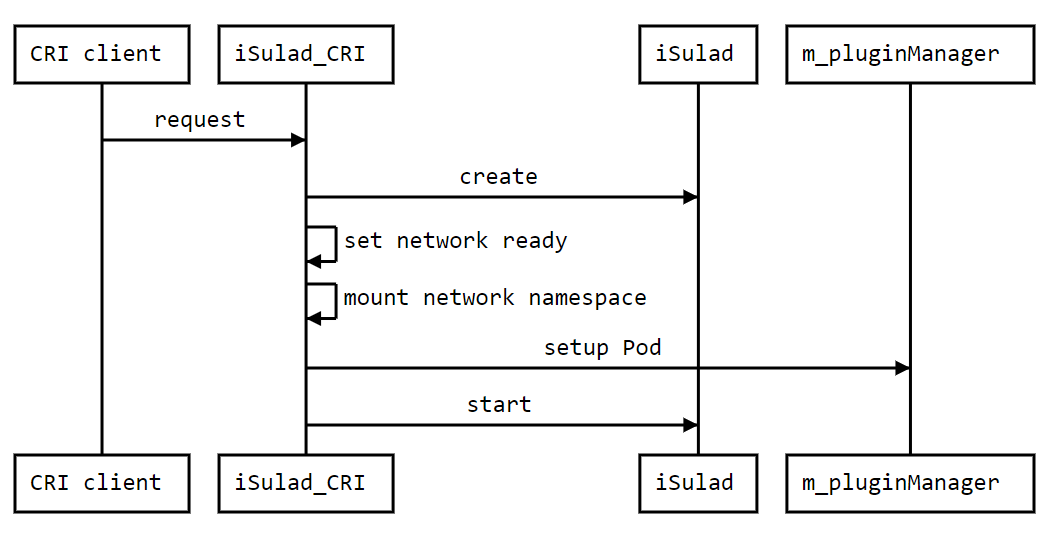 CRI client
iSulad_CRI
iSulad
m_pluginManager
request
create
set network ready
mount network namespace
setup Pod
start
CRI client
iSulad_CRI
iSulad
m_pluginManager